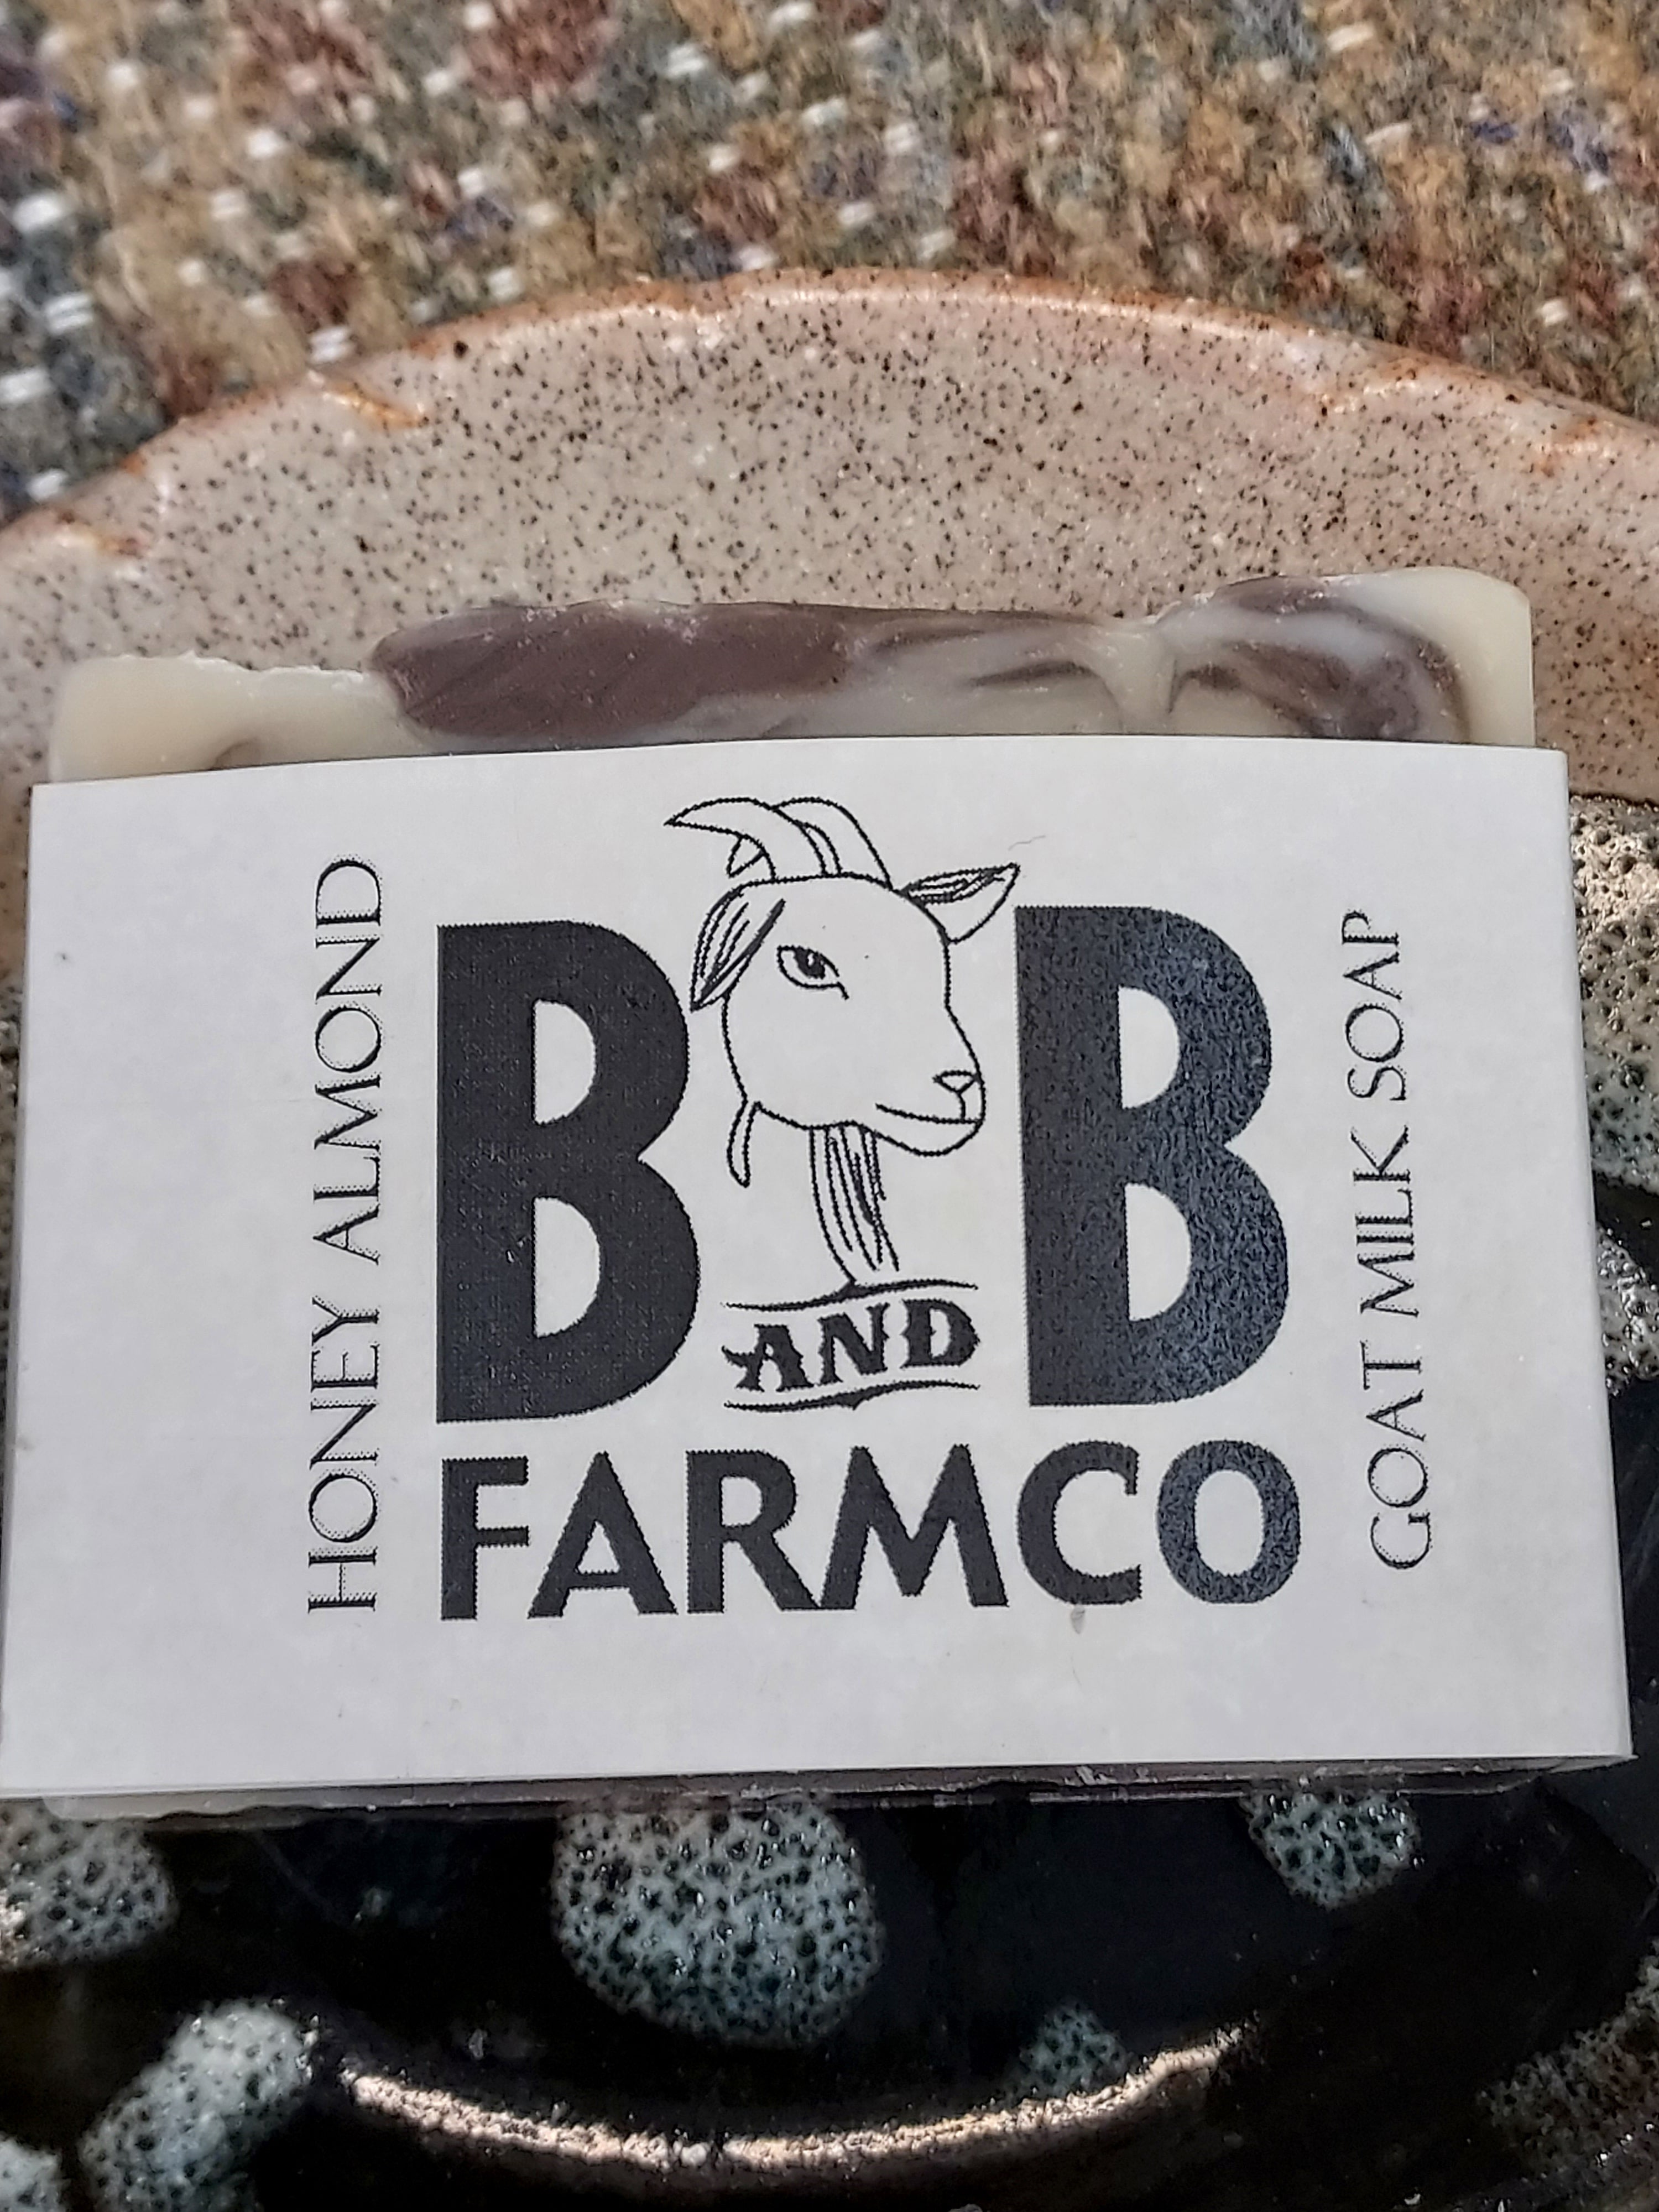 HONEY ALMOND
B AND B
FARMCO
GOAT MILK SOAP